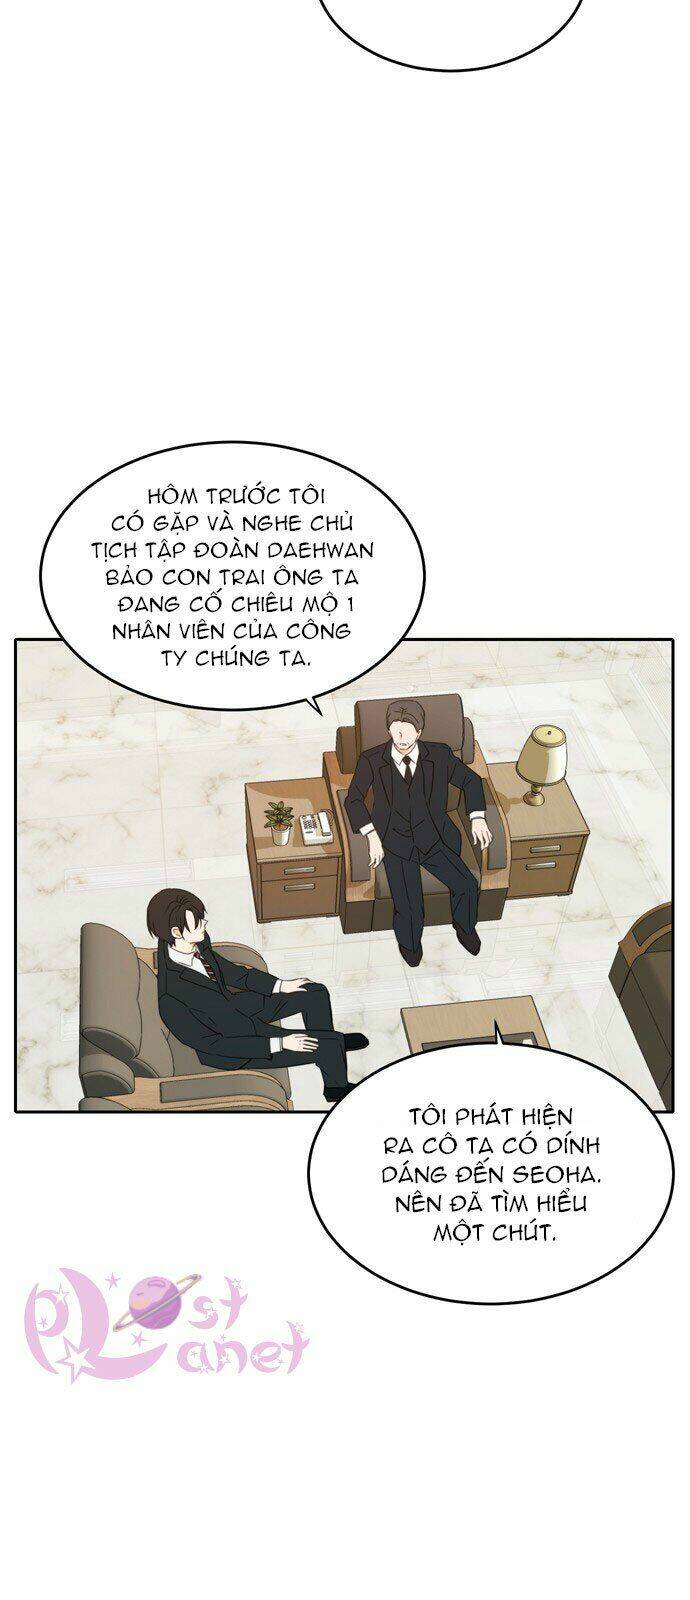 HÔM TRƯỚC TÔI
CÓ GẶP VÀ NGHE CHỦ
TỊCH TẬP ĐOÀN DAEHWAN
BẢO CON TRAI ÔNG TA
ĐANG CỐ CHIÊU MỘ 1
NHÂN VIÊN CỦA CÔNG
TY CHÚNG TA.
TÔI PHÁT HIỆN
RA CÔ TA CÓ DÍNH
DÁNG ĐẾN SEOHA.
NÊN ĐÃ TÌM HIỂU
MỘT CHÚT.
Lost
Planet